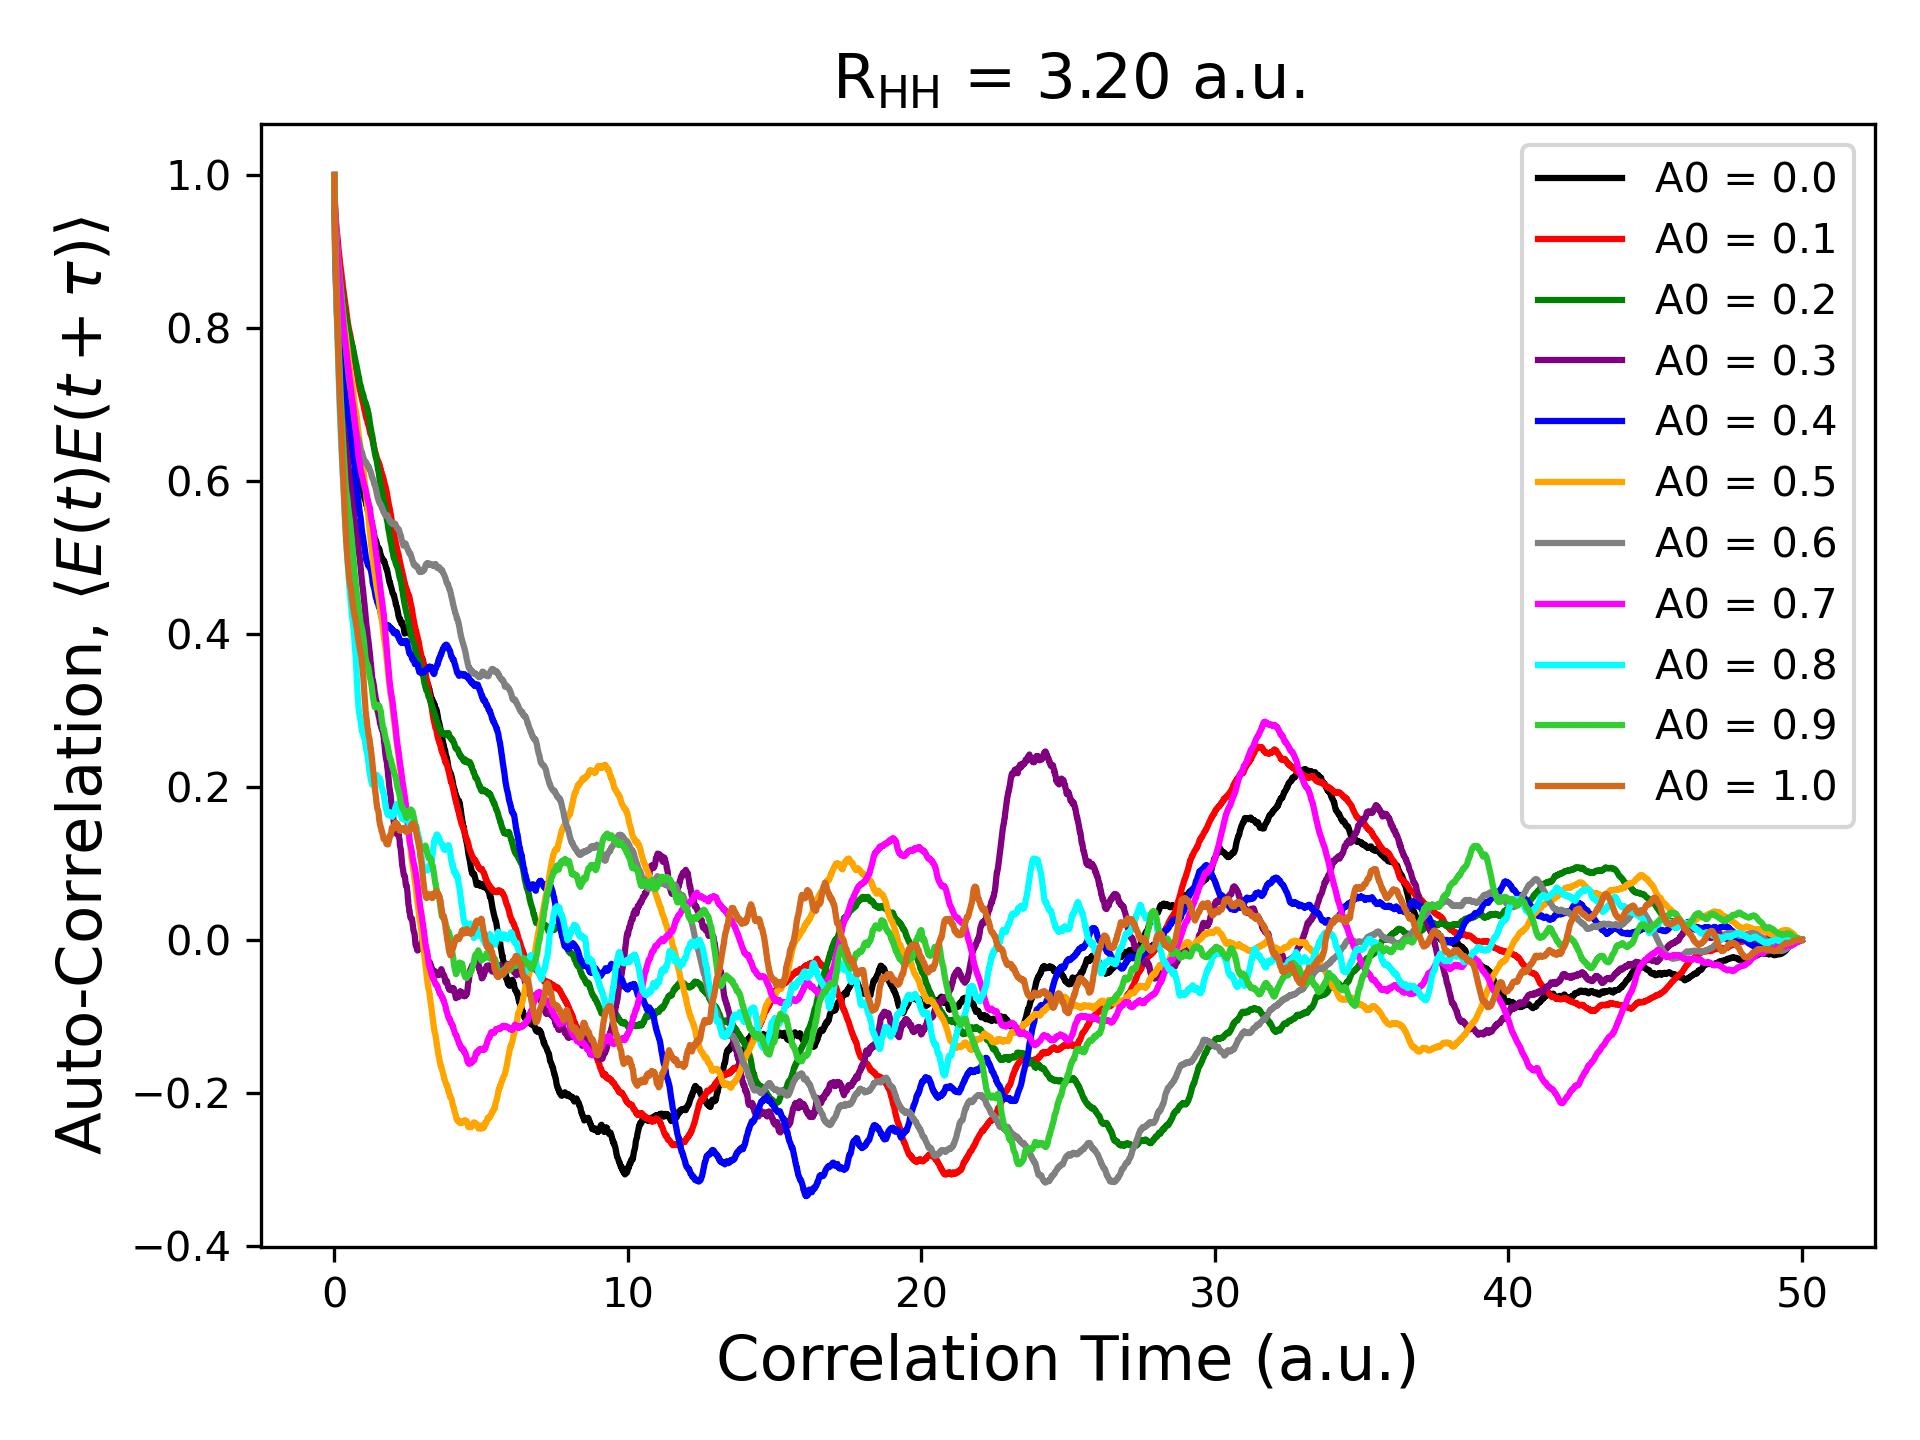 R_HH = 3.20 a.u.
1.0
0.8
0.6
0.4
0.2
0.0
−0.2
−0.4
Auto-Correlation, ⟨E(t)E(t + τ)⟩
A0 = 0.0
A0 = 0.1
A0 = 0.2
A0 = 0.3
A0 = 0.4
A0 = 0.5
A0 = 0.6
A0 = 0.7
A0 = 0.8
A0 = 0.9
A0 = 1.0
0 10 20 30 40 50
Correlation Time (a.u.)